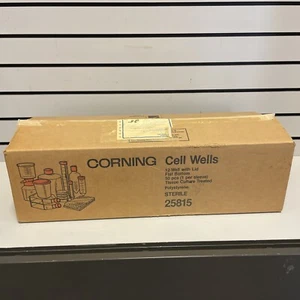 CORNING Cell Wells
12 Well with Lid
Flat Bottom
Tissue Culture Treated
Polystyrene
STERILE
25815